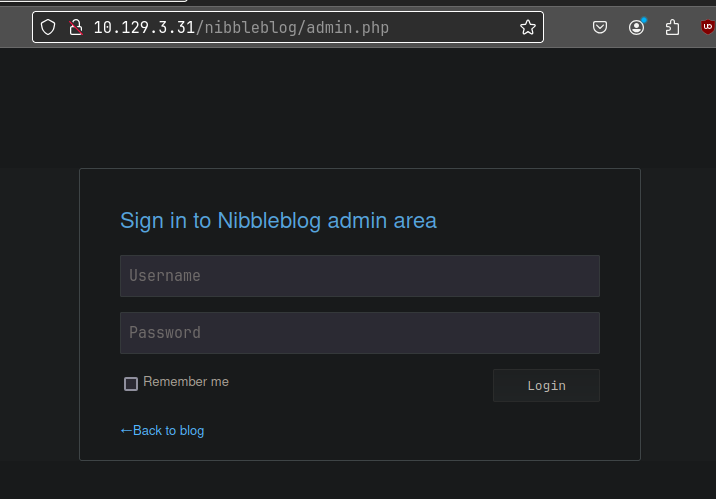 10.129.3.31/nibbleblog/admin.php
Sign in to Nibbleblog admin area
Username
Password
Remember me
Login
←Back to blog